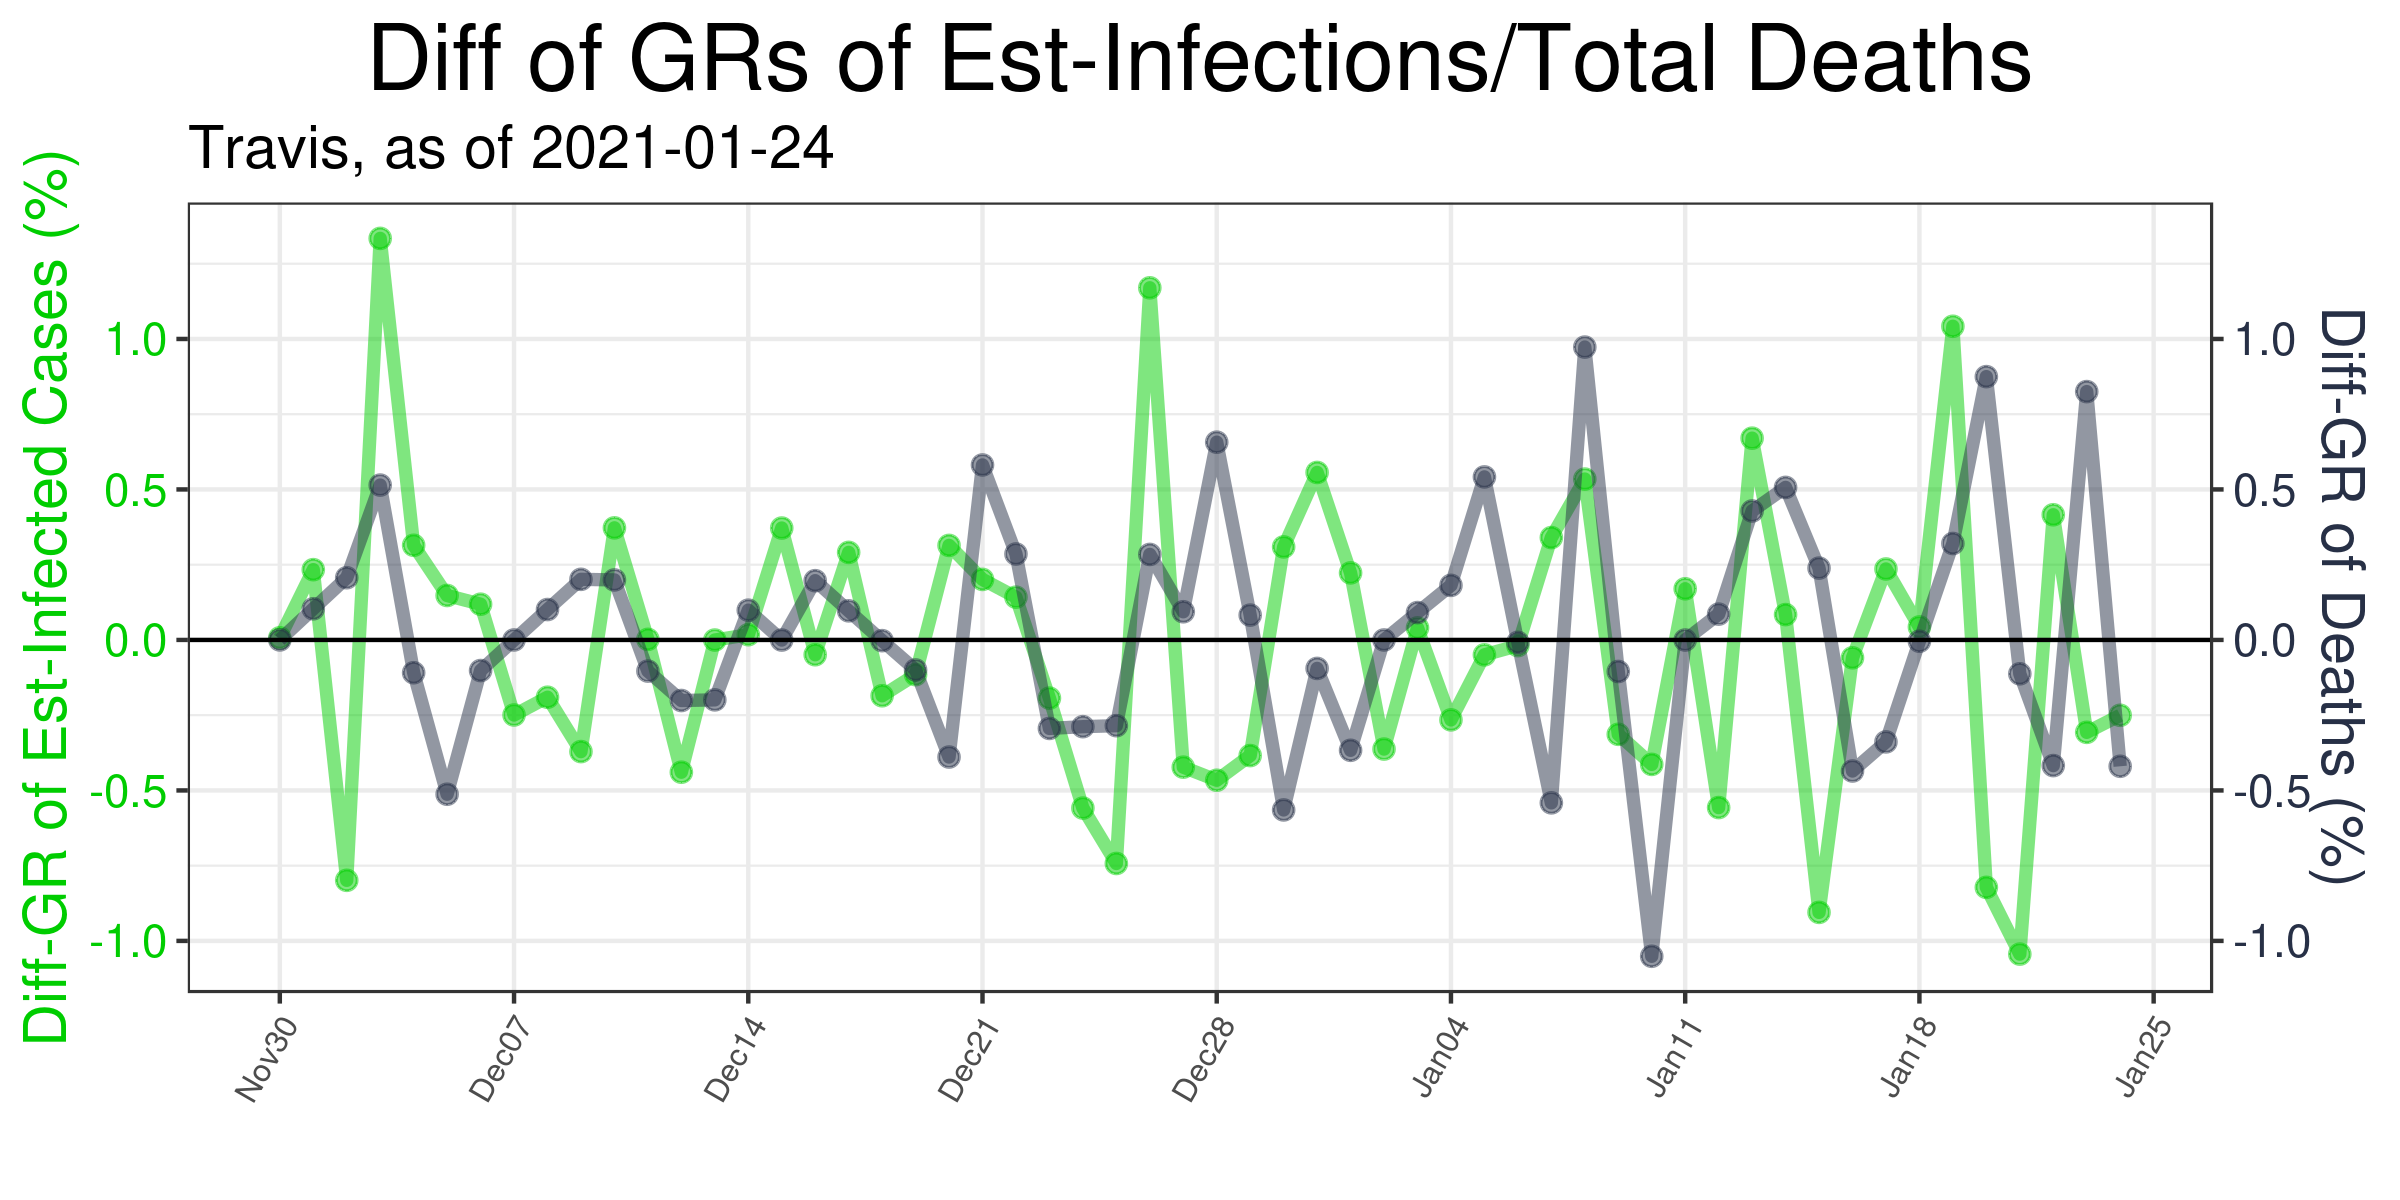 Diff of GRs of Est-Infections/Total Deaths
Travis, as of 2021-01-24
Diff-GR of Est-Infected Cases (%)
1.0
0.5
0.0
-0.5
-1.0
1.0
0.5
0.0
-0.5
-1.0
Diff-GR of Deaths (%)
Nov30
Dec07
Dec14
Dec21
Dec28
Jan04
Jan11
Jan18
Jan25